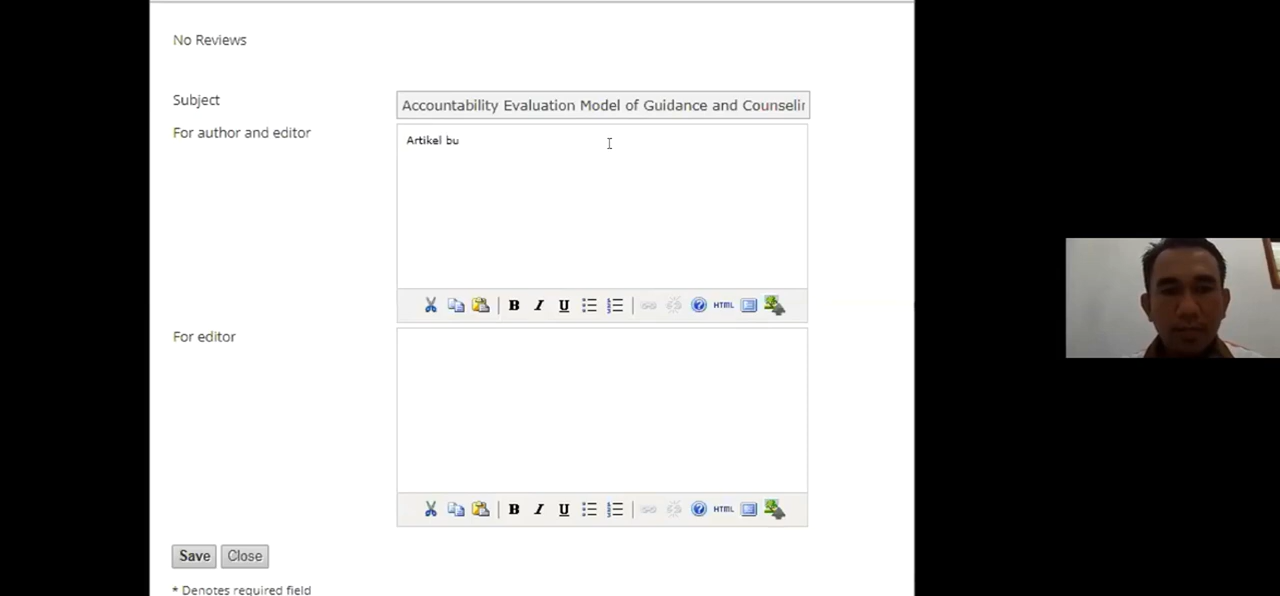 No Reviews
Subject
Accountability Evaluation Model of Guidance and
For author and editor
Artikel bu
HTML
For editor
HTML
Save Close
* Denotes required field